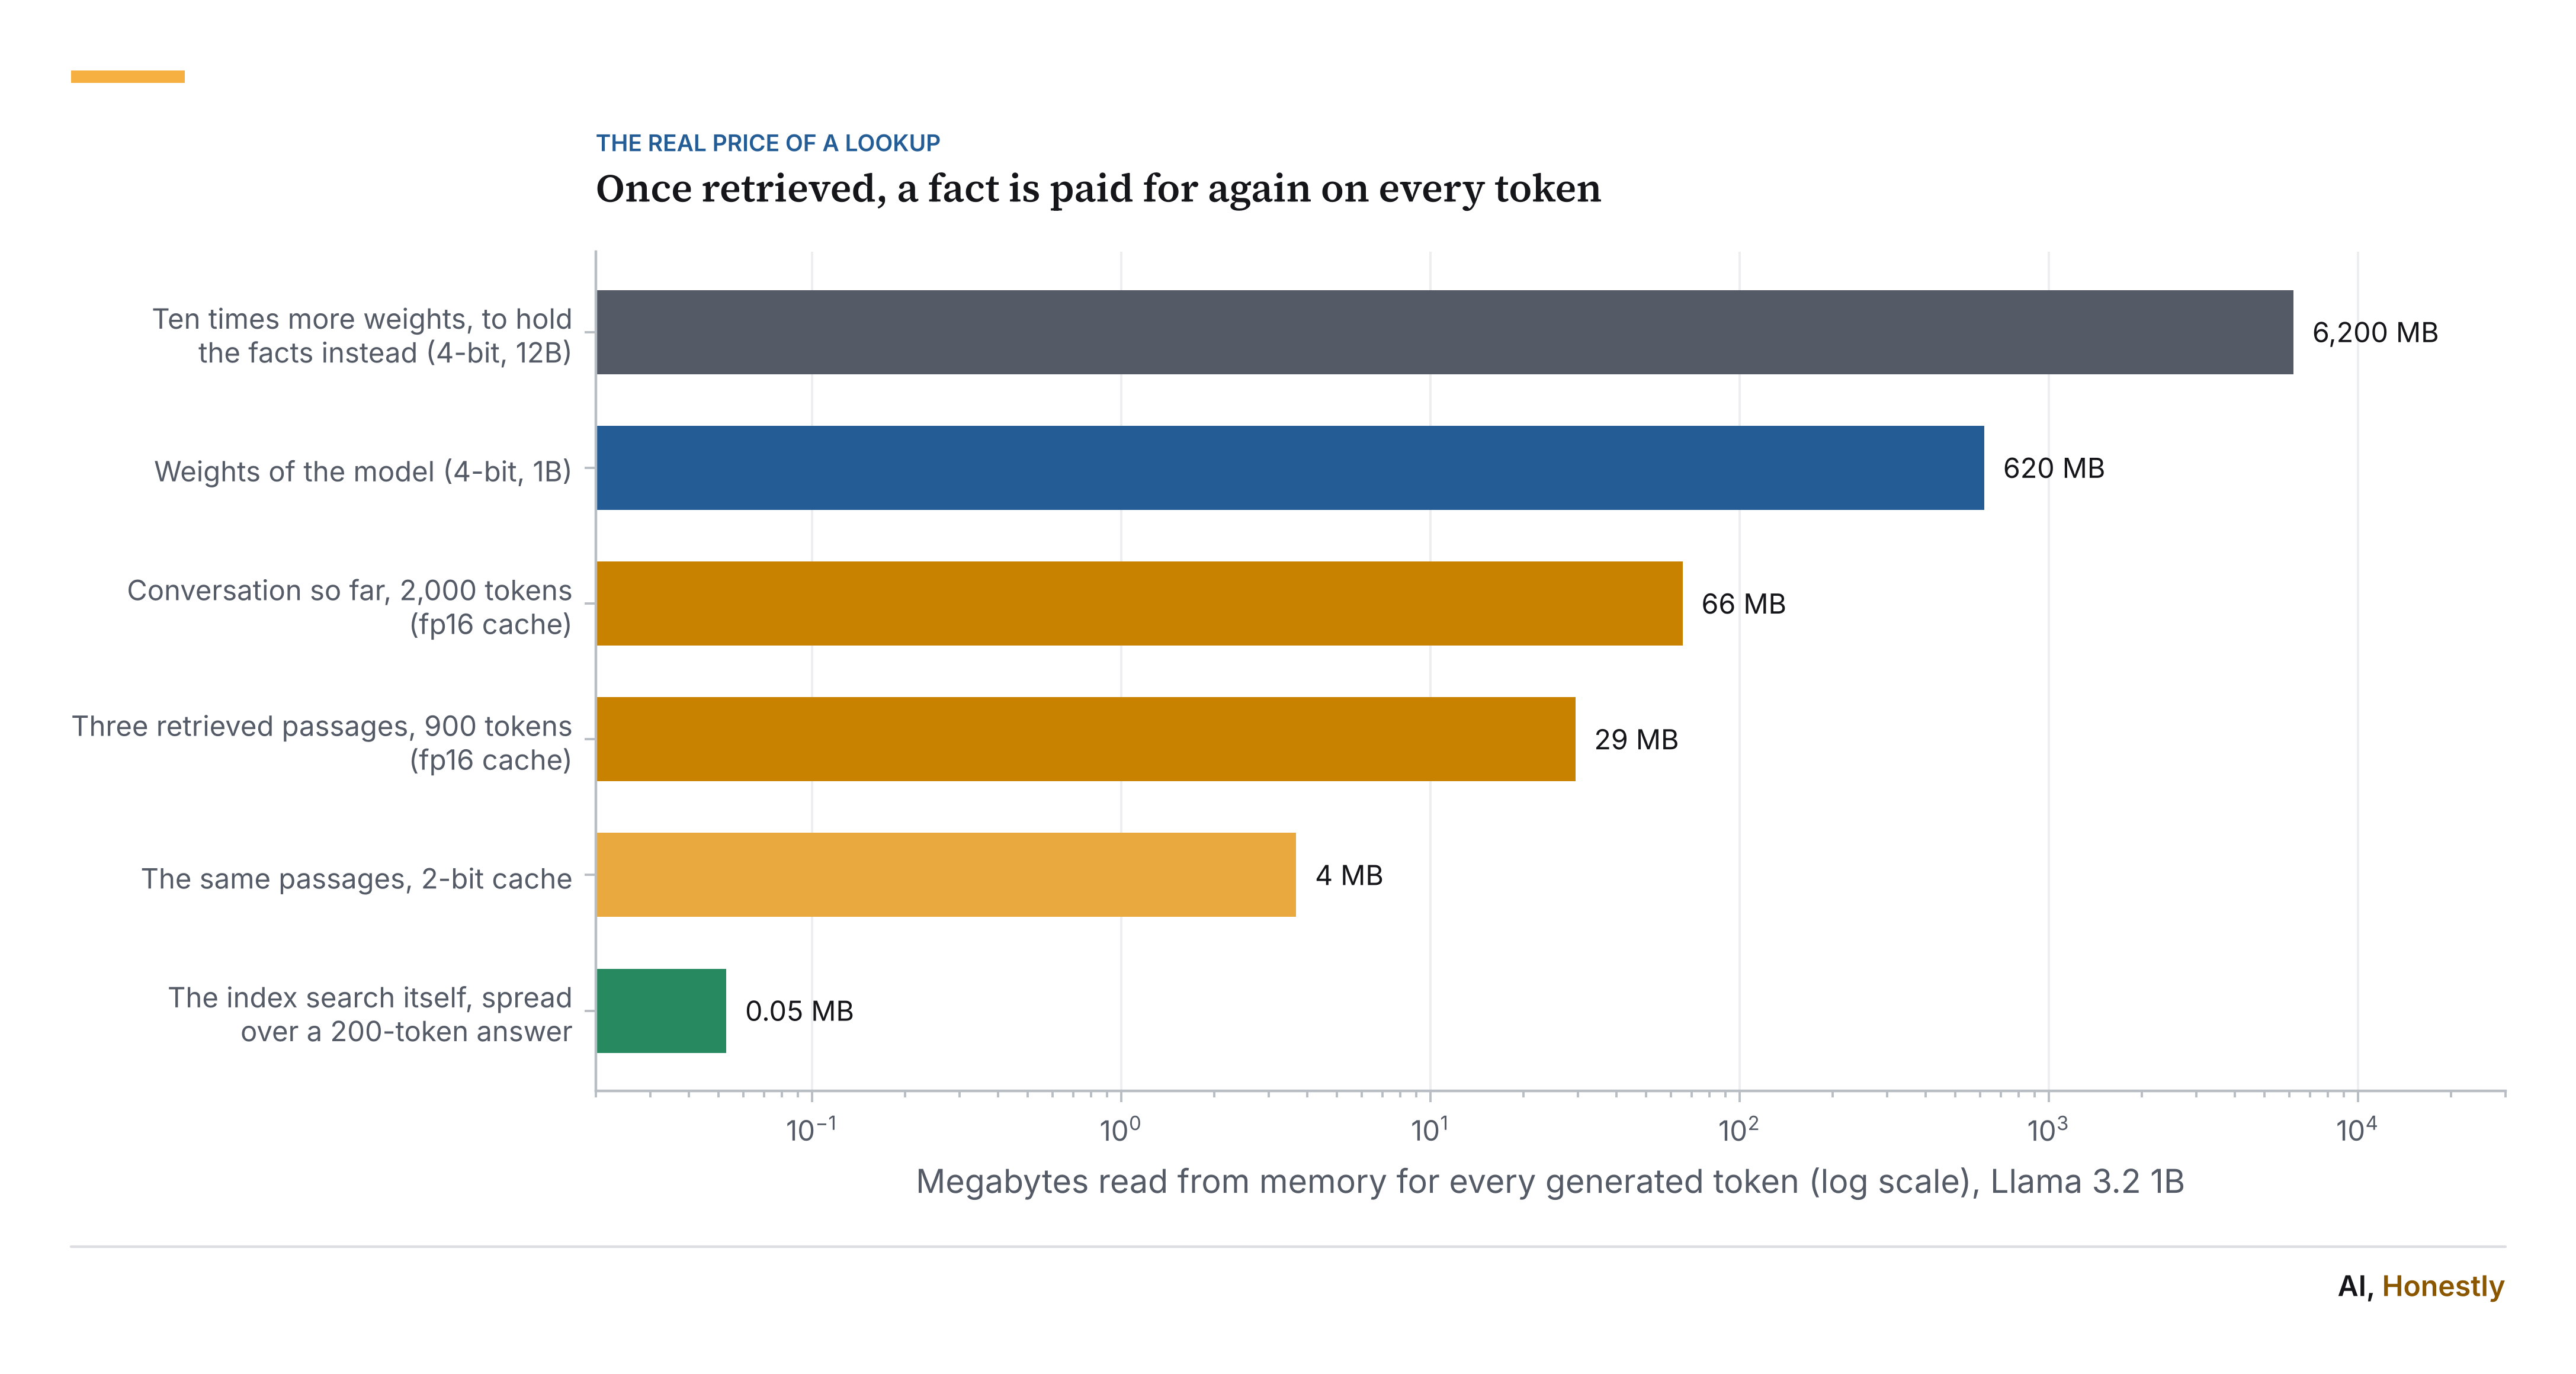 THE REAL PRICE OF A LOOKUP
Once retrieved, a fact is paid for again on every token
Ten times more weights, to hold
the facts instead (4-bit, 12B)
6,200 MB
Weights of the model (4-bit, 1B)
620 MB
Conversation so far, 2,000 tokens
(fp16 cache)
66 MB
Three retrieved passages, 900 tokens
(fp16 cache)
29 MB
The same passages, 2-bit cache
4 MB
The index search itself, spread
over a 200-token answer
0.05 MB
10⁻¹ 10⁰ 10¹ 10² 10³ 10⁴
Megabytes read from memory for every generated token (log scale), Llama 3.2 1B
AI, Honestly